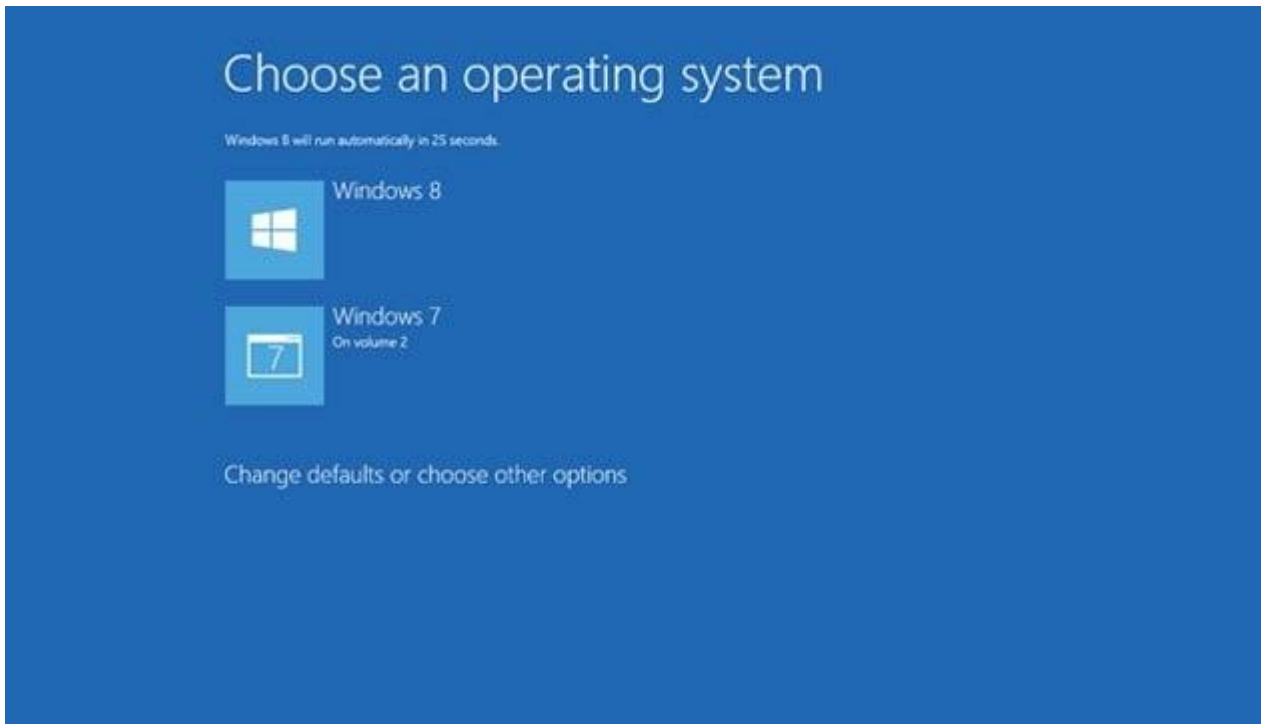 Choose an operating system
Windows 8 will run automatically in 25 seconds.
Windows 8
Windows 7
On volume 2
7
Change defaults or choose other options